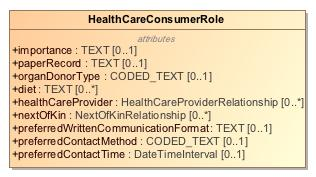 HealthCareConsumerRole
attributes
+importance : TEXT [0..1]
+paperRecord : TEXT [0..1]
+organDonorType : CODED_TEXT [0..1]
+diet : TEXT [0..*]
+healthCareProvider : HealthCareProviderRelationship [0..*]
+nextOfKin : NextOfKinRelationship [0..*]
+preferredWrittenCommunicationFormat : TEXT [0..1]
+preferredContactMethod : CODED_TEXT [0..1]
+preferredContactTime : DateTimeInterval [0..1]